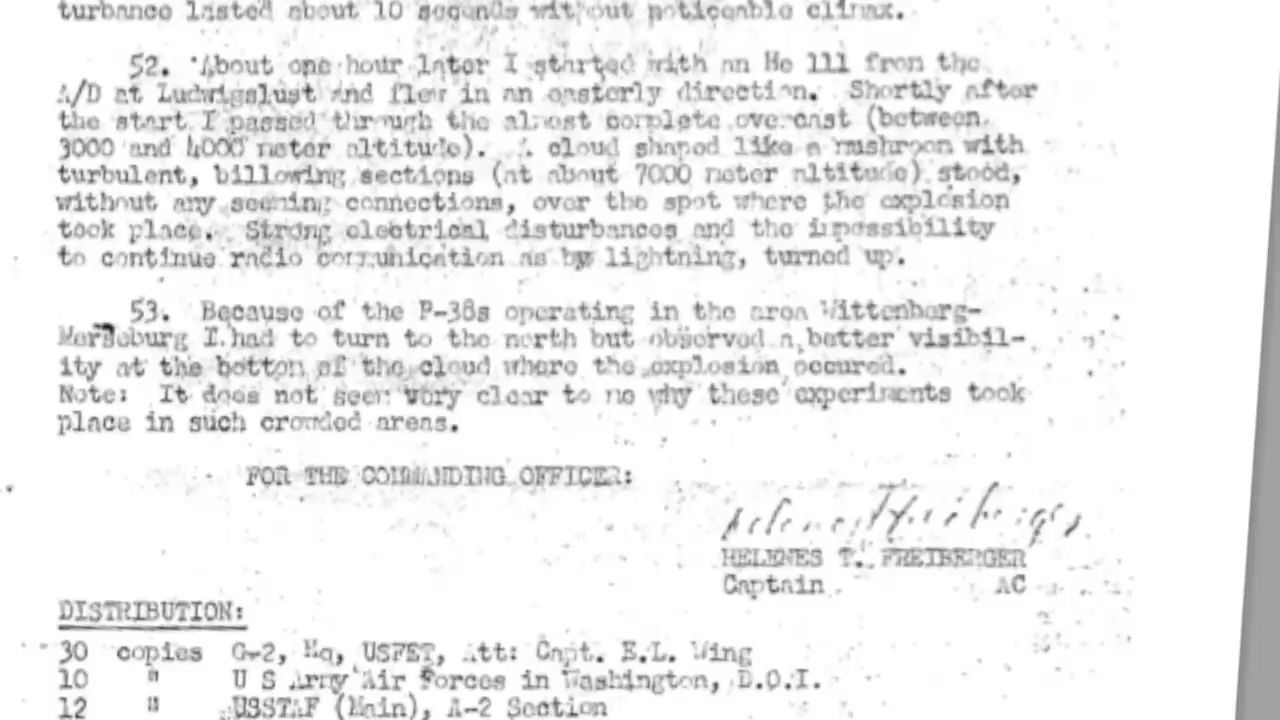 turbance lasted about 10 seconds without noticeable climax.
52. 'About one hour later I started with an He 111 from the
A/D at Ludwigslust and flew in an easterly direction. Shortly after
the start I passed through the almost complete overcast (between
3000 and 4000 meter altitude). A cloud shaped like a mushroom with
turbulent, billowing sections (at about 7000 meter altitude) stood,
without any seeming connections, over the spot where the explosion
took place. Strong electrical disturbances and the impossibility
to continue radio communication as by lightning, turned up.
53. Because of the P-38s operating in the area Wittenberg-
Merseburg I had to turn to the north but observed a better visibil-
ity at the bottom of the cloud where the explosion occured.
Note: It does not seem very clear to me why these experiments took
place in such crowded areas.
FOR THE COMMANDING OFFICER:
Helenes T. Freiberger
HELENES T. FREIBERGER
Captain AC
DISTRIBUTION:
30 copies G-2, Hq, USFET, Att: Capt. E.L. Wing
10 " U S Army Air Forces in Washington, D.O.I.
12 " USSTAF (Main), A-2 Section